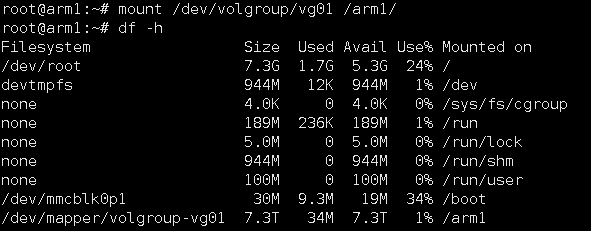 root@arm1:~# mount /dev/volgroup/vg01 /arm1/
root@arm1:~# df -h
Filesystem                 Size  Used Avail Use% Mounted on
/dev/root                  7.3G  1.7G  5.3G  24% /
devtmpfs                   944M   12K  944M   1% /dev
none                       4.0K     0  4.0K   0% /sys/fs/cgroup
none                       189M  236K  189M   1% /run
none                       5.0M     0  5.0M   0% /run/lock
none                       944M     0  944M   0% /run/shm
none                       100M     0  100M   0% /run/user
/dev/mmcblk0p1              30M  9.3M   19M  34% /boot
/dev/mapper/volgroup-vg01  7.3T   34M  7.3T   1% /arm1